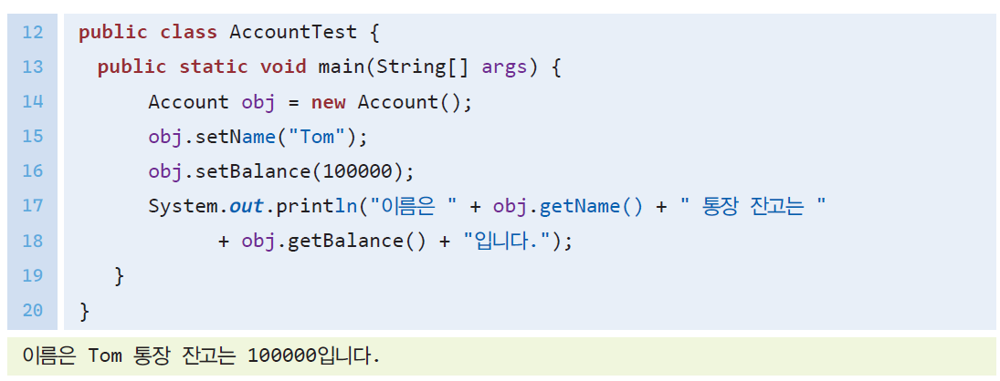 12 public class AccountTest {
13 public static void main(String[] args) {
14 Account obj = new Account();
15 obj.setName("Tom");
16 obj.setBalance(100000);
17 System.out.println("이름은 " + obj.getName() + " 통장 잔고는 "
18 + obj.getBalance() + "입니다.");
19 }
20 }
이름은 Tom 통장 잔고는 100000입니다.